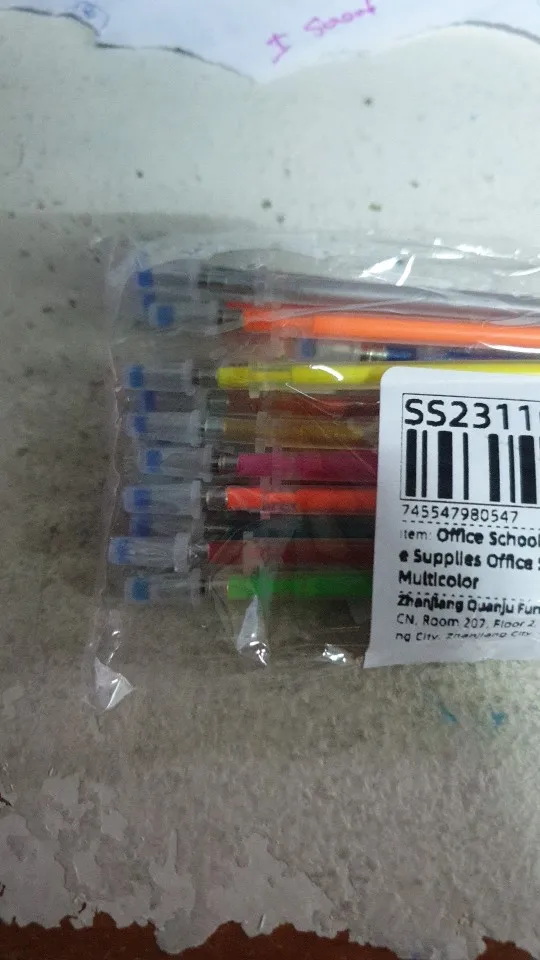 I
SS2311
745547980547
Item: Office School
e Supplies Office S
Multicolor
Zhanjiang Quanju Fun
CN, Room 207, Floor 2,
ng City, Zhanjiang City